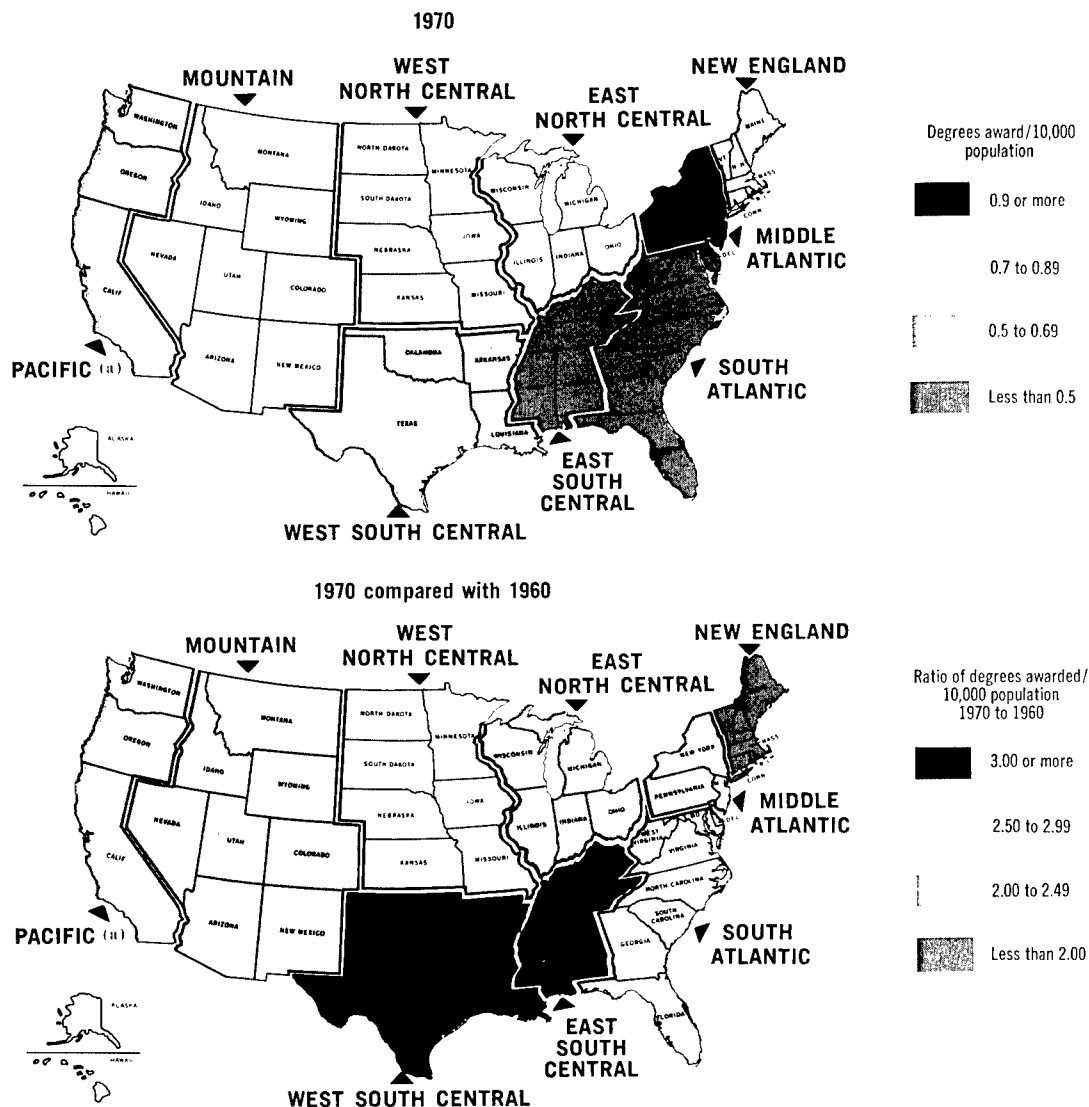 1970
MOUNTAIN
WEST
NORTH CENTRAL
EAST
NORTH CENTRAL
NEW ENGLAND
WASHINGTON
OREGON
CALIF
NEVADA
IDAHO
MONTANA
WYOMING
UTAH
COLORADO
ARIZONA
NEW MEXICO
NORTH DAKOTA
SOUTH DAKOTA
NEBRASKA
KANSAS
MINNESOTA
IOWA
MISSOURI
OKLAHOMA
ARKANSAS
TEXAS
LOUISIANA
WISCONSIN
MICHIGAN
ILLINOIS
INDIANA
OHIO
MAINE
VT
N H
MASS
R I
CONN
DEL
MIDDLE
ATLANTIC
SOUTH
ATLANTIC
EAST
SOUTH
CENTRAL
WEST SOUTH CENTRAL
PACIFIC (a)
ALASKA
HAWAII
Degrees award/10,000
population
0.9 or more
0.7 to 0.89
0.5 to 0.69
Less than 0.5
1970 compared with 1960
MOUNTAIN
WEST
NORTH CENTRAL
EAST
NORTH CENTRAL
NEW ENGLAND
WASHINGTON
OREGON
CALIF
NEVADA
IDAHO
MONTANA
WYOMING
UTAH
COLORADO
ARIZONA
NEW MEXICO
NORTH DAKOTA
SOUTH DAKOTA
NEBRASKA
KANSAS
MINNESOTA
IOWA
MISSOURI
WISCONSIN
MICHIGAN
ILLINOIS
INDIANA
OHIO
NEW YORK
PENNSYLVANIA
MASS
CONN
DEL
MD
WEST
VIRGINIA
VIRGINIA
NORTH CAROLINA
SOUTH
CAROLINA
GEORGIA
FLORIDA
MIDDLE
ATLANTIC
SOUTH
ATLANTIC
EAST
SOUTH
CENTRAL
WEST SOUTH CENTRAL
PACIFIC (a)
ALASKA
HAWAII
Ratio of degrees awarded/
10,000 population
1970 to 1960
3.00 or more
2.50 to 2.99
2.00 to 2.49
Less than 2.00